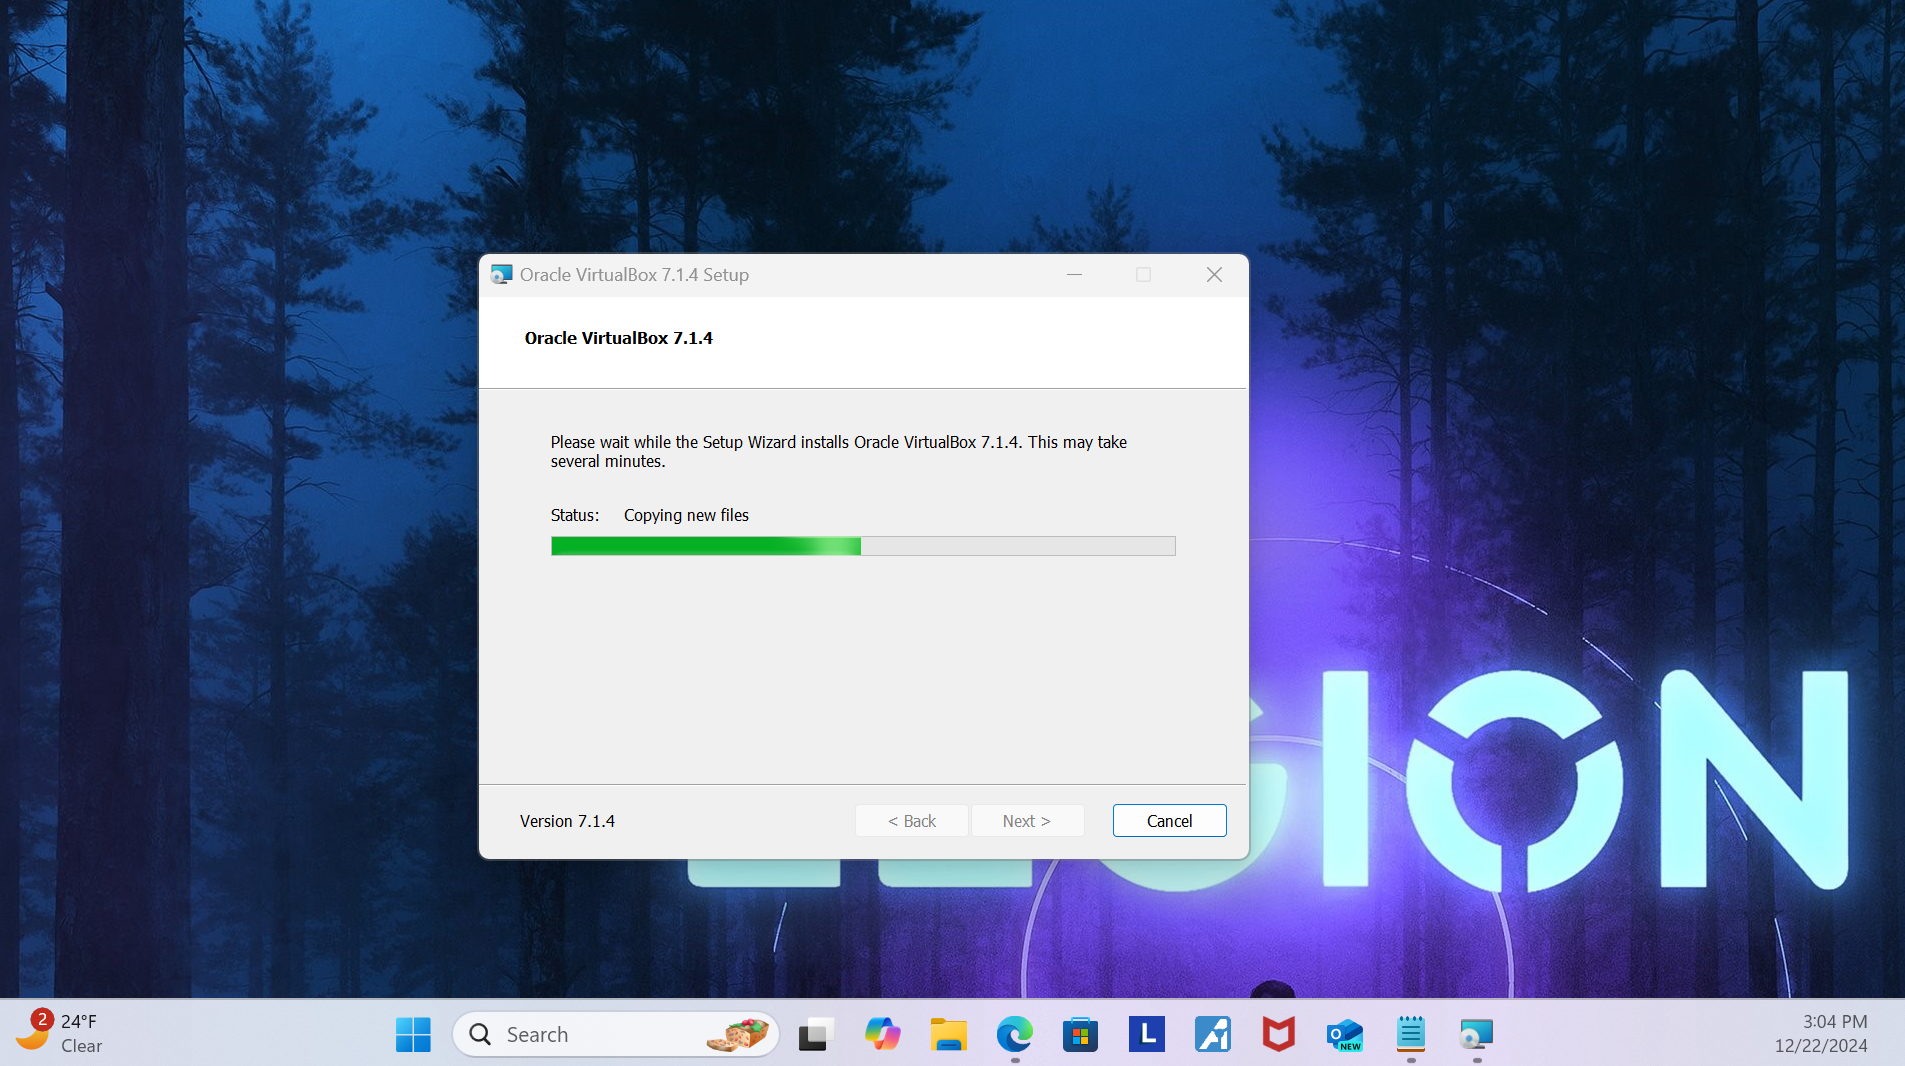 Oracle VirtualBox 7.1.4 Setup
Oracle VirtualBox 7.1.4
Please wait while the Setup Wizard installs Oracle VirtualBox 7.1.4. This may take
several minutes.
Status: Copying new files
Version 7.1.4
< Back
Next >
Cancel
ION
2
24°F
Clear
Search
L
NEW
3:04 PM
12/22/2024